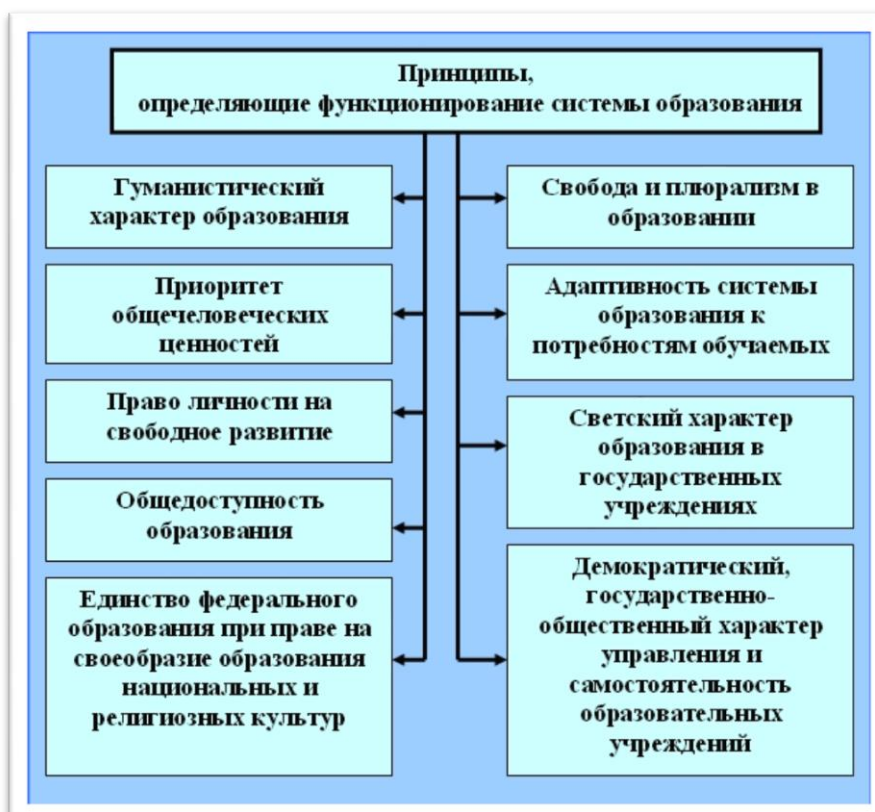 Принципы,
определяющие функционирование системы образования
Гуманистический
характер образования
Приоритет
общечеловеческих
ценностей
Право личности на
свободное развитие
Общедоступность
образования
Единство федерального
образования при праве на
своеобразие образования
национальных и
религиозных культур
Свобода и плюрализм в
образовании
Адаптивность системы
образования к
потребностям обучаемых
Светский характер
образования в
государственных
учреждениях
Демократический,
государственно-
общественный характер
управления и
самостоятельность
образовательных
учреждений